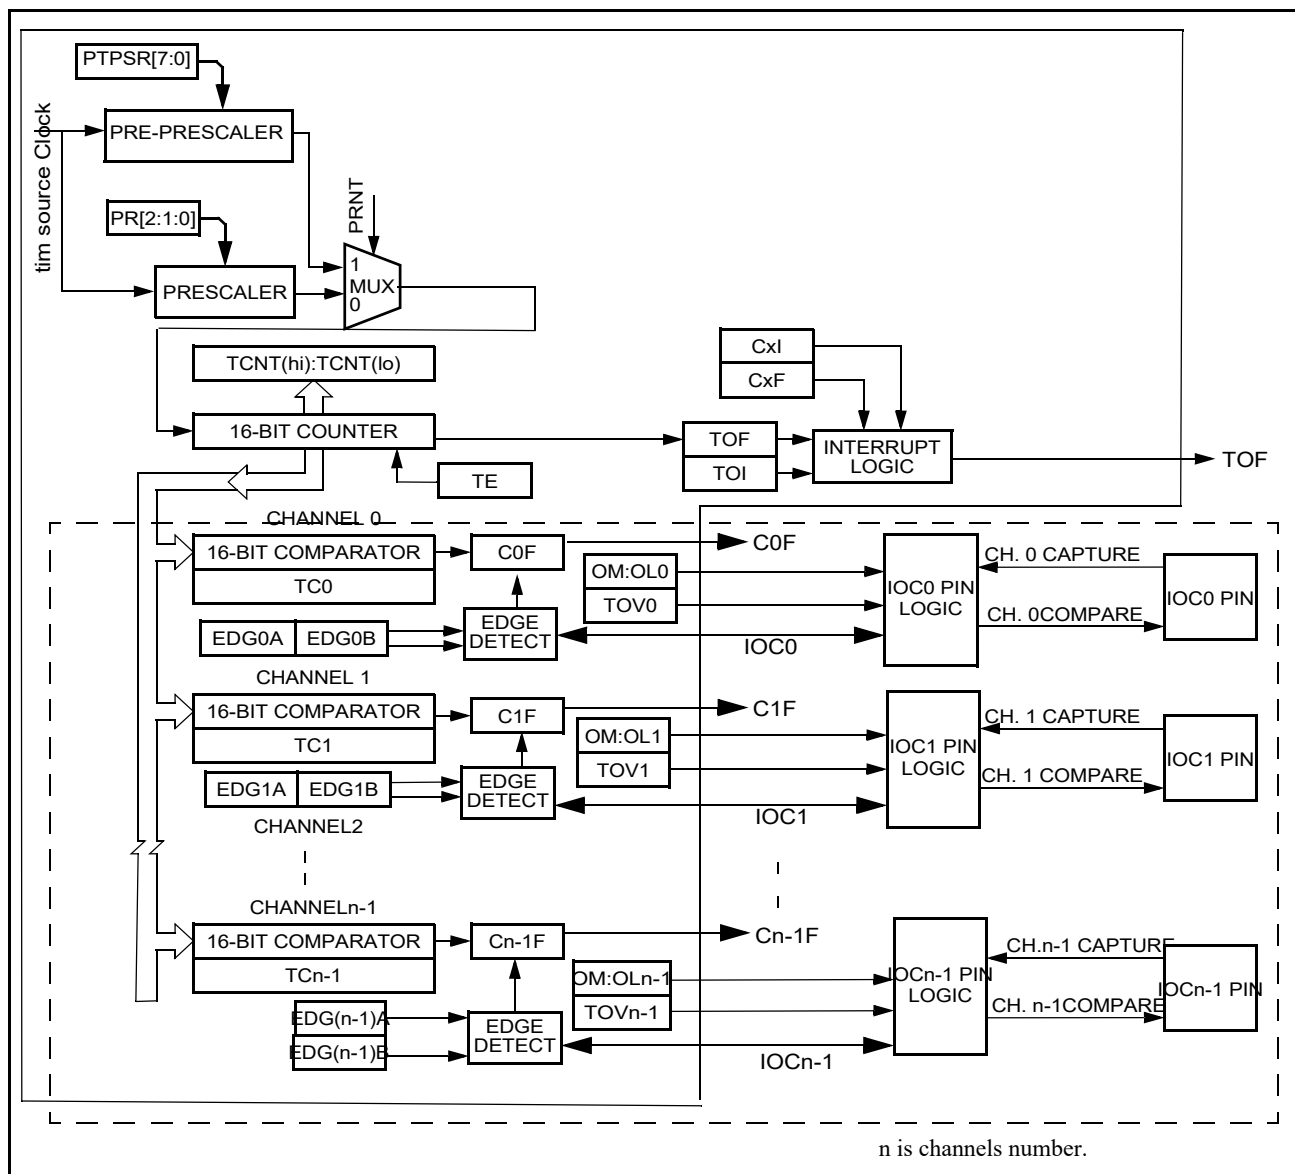 PTPSR[7:0]
tim source Clock
PRE-PRESCALER
PR[2:1:0]
PRNT
PRESCALER
1
MUX
0
TCNT(hi):TCNT(lo)
CxI
CxF
16-BIT COUNTER
TOF
TOI
INTERRUPT
LOGIC
TOF
TE
CHANNEL 0
16-BIT COMPARATOR
TC0
C0F
C0F
OM:OL0
TOV0
IOC0 PIN
LOGIC
CH. 0 CAPTURE
CH. 0COMPARE
IOC0 PIN
EDG0A
EDG0B
EDGE
DETECT
IOC0
CHANNEL 1
16-BIT COMPARATOR
TC1
C1F
C1F
OM:OL1
TOV1
IOC1 PIN
LOGIC
CH. 1 CAPTURE
CH. 1 COMPARE
IOC1 PIN
EDG1A
EDG1B
EDGE
DETECT
IOC1
CHANNEL2
CHANNELn-1
16-BIT COMPARATOR
TCn-1
Cn-1F
Cn-1F
OM:OLn-1
TOVn-1
IOCn-1 PIN
LOGIC
CH.n-1 CAPTURE
CH. n-1COMPARE
IOCn-1 PIN
EDG(n-1)A
EDG(n-1)B
EDGE
DETECT
IOCn-1
n is channels number.